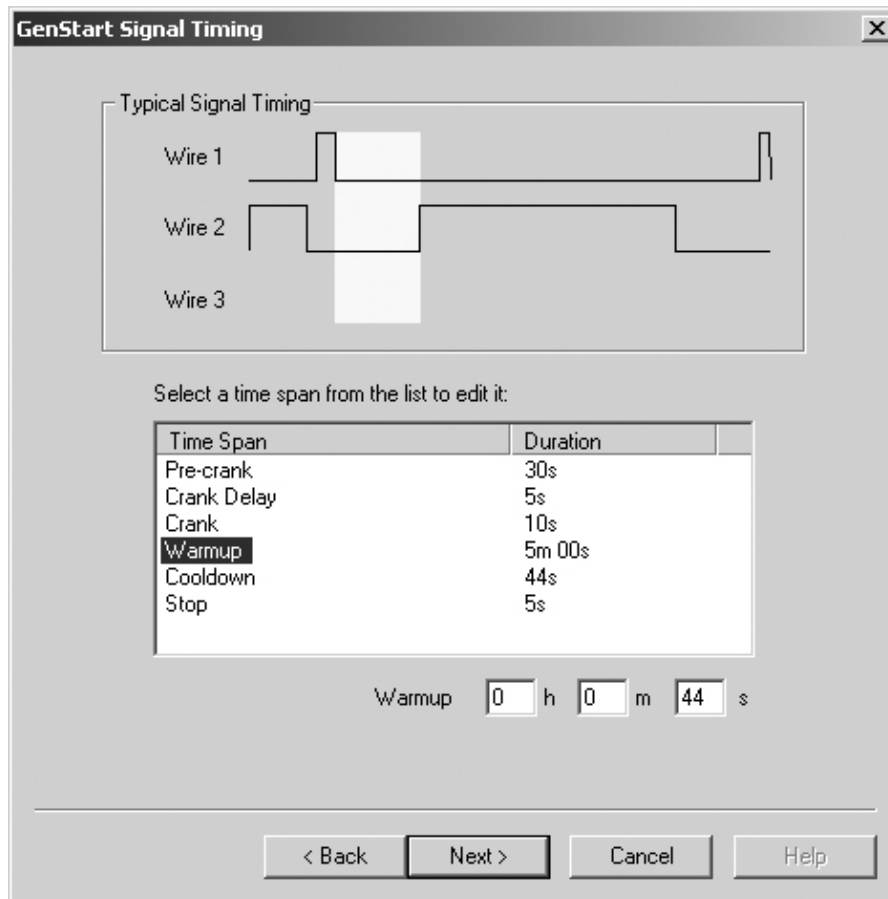 GenStart Signal Timing
Typical Signal Timing
Wire 1
Wire 2
Wire 3
Select a time span from the list to edit it:
Time Span Duration
Pre-crank 30s
Crank Delay 5s
Crank 10s
Warmup 5m 00s
Cooldown 44s
Stop 5s
Warmup 0 h 0 m 44 s
< Back Next > Cancel Help